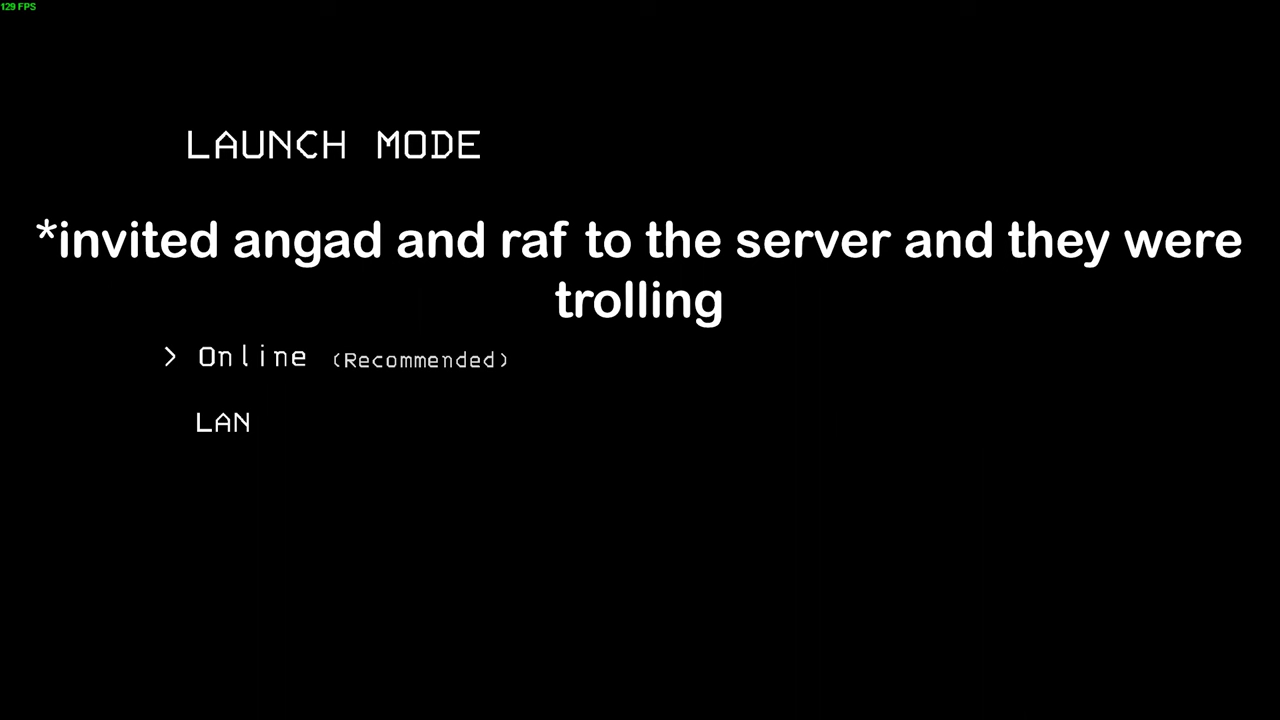 129 FPS
LAUNCH MODE
*invited angad and raf to the server and they were
trolling
> Online (Recommended)
LAN